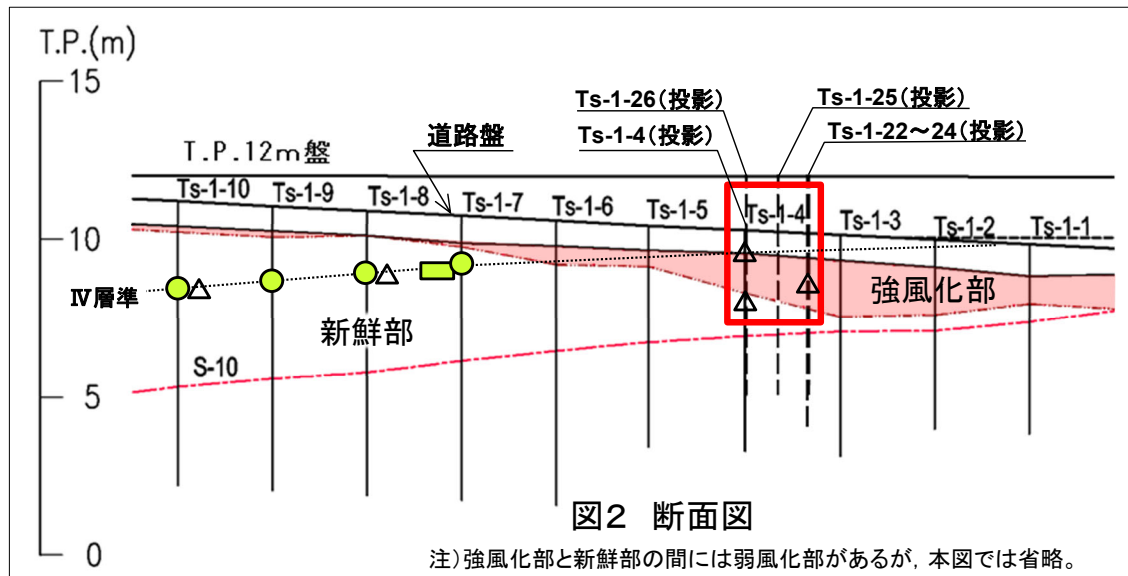 T.P.(m)
15
Ts-1-26(投影)
Ts-1-25(投影)
Ts-1-4(投影)
Ts-1-22～24(投影)
道路盤
T.P.12m盤
Ts-1-10
Ts-1-9
Ts-1-8
Ts-1-7
Ts-1-6
Ts-1-5
Ts-1-4
Ts-1-3
Ts-1-2
Ts-1-1
10
Ⅳ層準
新鮮部
強風化部
S-10
5
図2 断面図
0
注)強風化部と新鮮部の間には弱風化部があるが，本図では省略。